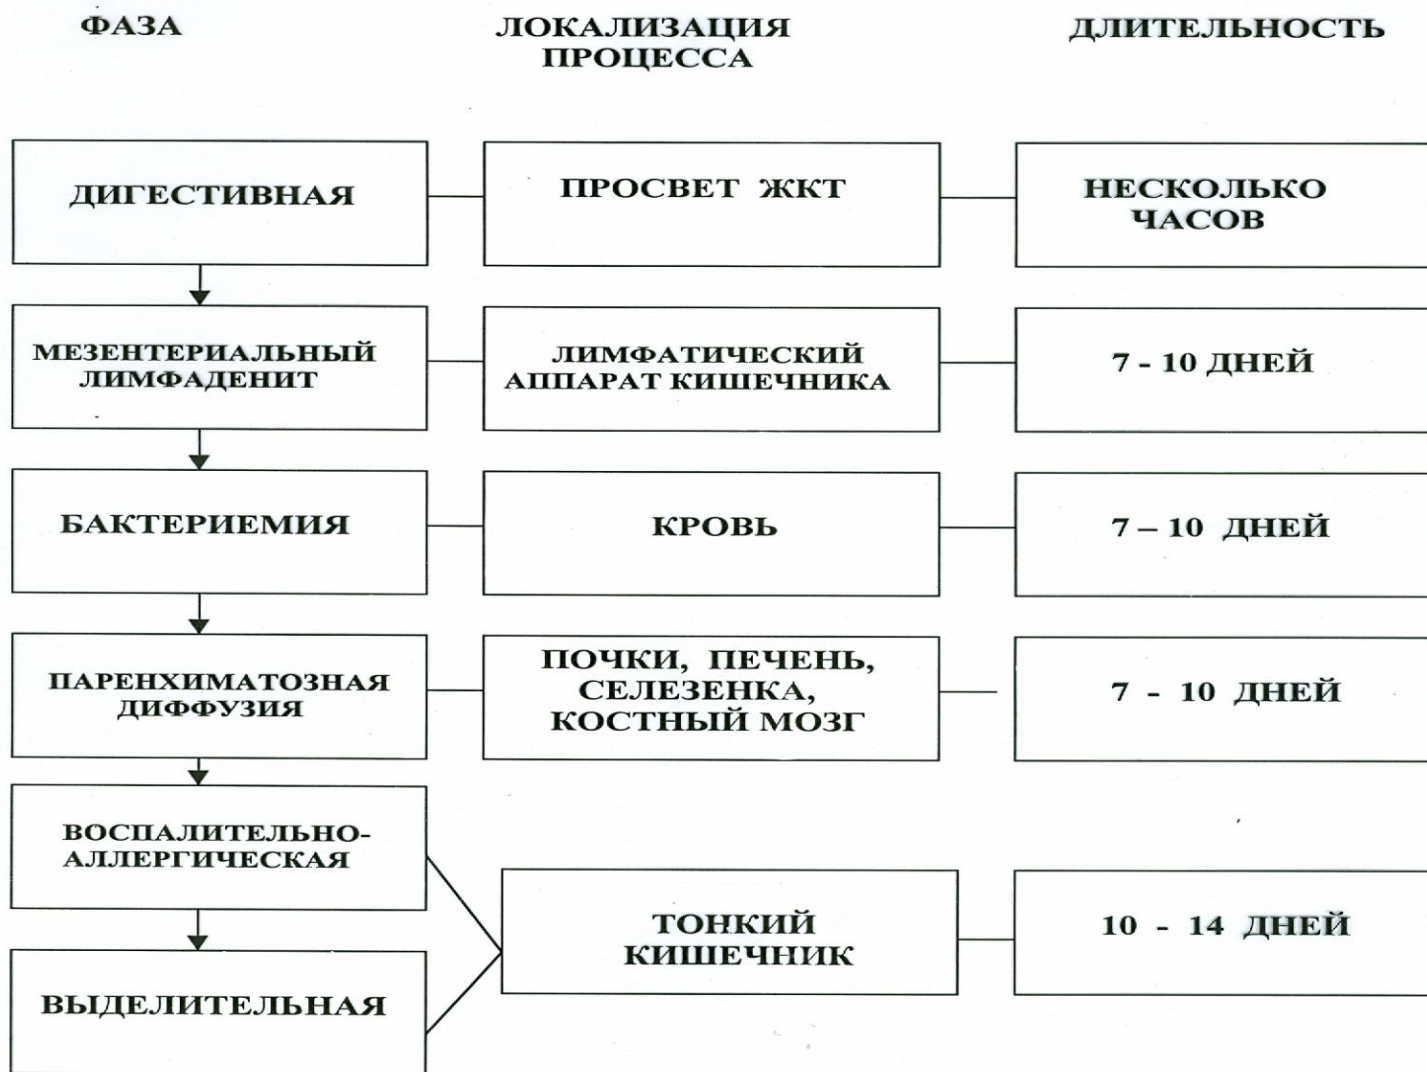 ФАЗА
ЛОКАЛИЗАЦИЯ
ПРОЦЕССА
ДЛИТЕЛЬНОСТЬ
ДИГЕСТИВНАЯ
ПРОСВЕТ ЖКТ
НЕСКОЛЬКО
ЧАСОВ
МЕЗЕНТЕРИАЛЬНЫЙ
ЛИМФАДЕНИТ
ЛИМФАТИЧЕСКИЙ
АППАРАТ КИШЕЧНИКА
7 - 10 ДНЕЙ
БАКТЕРИЕМИЯ
КРОВЬ
7 – 10 ДНЕЙ
ПАРЕНХИМАТОЗНАЯ
ДИФФУЗИЯ
ПОЧКИ, ПЕЧЕНЬ,
СЕЛЕЗЕНКА,
КОСТНЫЙ МОЗГ
7 - 10 ДНЕЙ
ВОСПАЛИТЕЛЬНО-
АЛЛЕРГИЧЕСКАЯ
ТОНКИЙ
КИШЕЧНИК
10 - 14 ДНЕЙ
ВЫДЕЛИТЕЛЬНАЯ